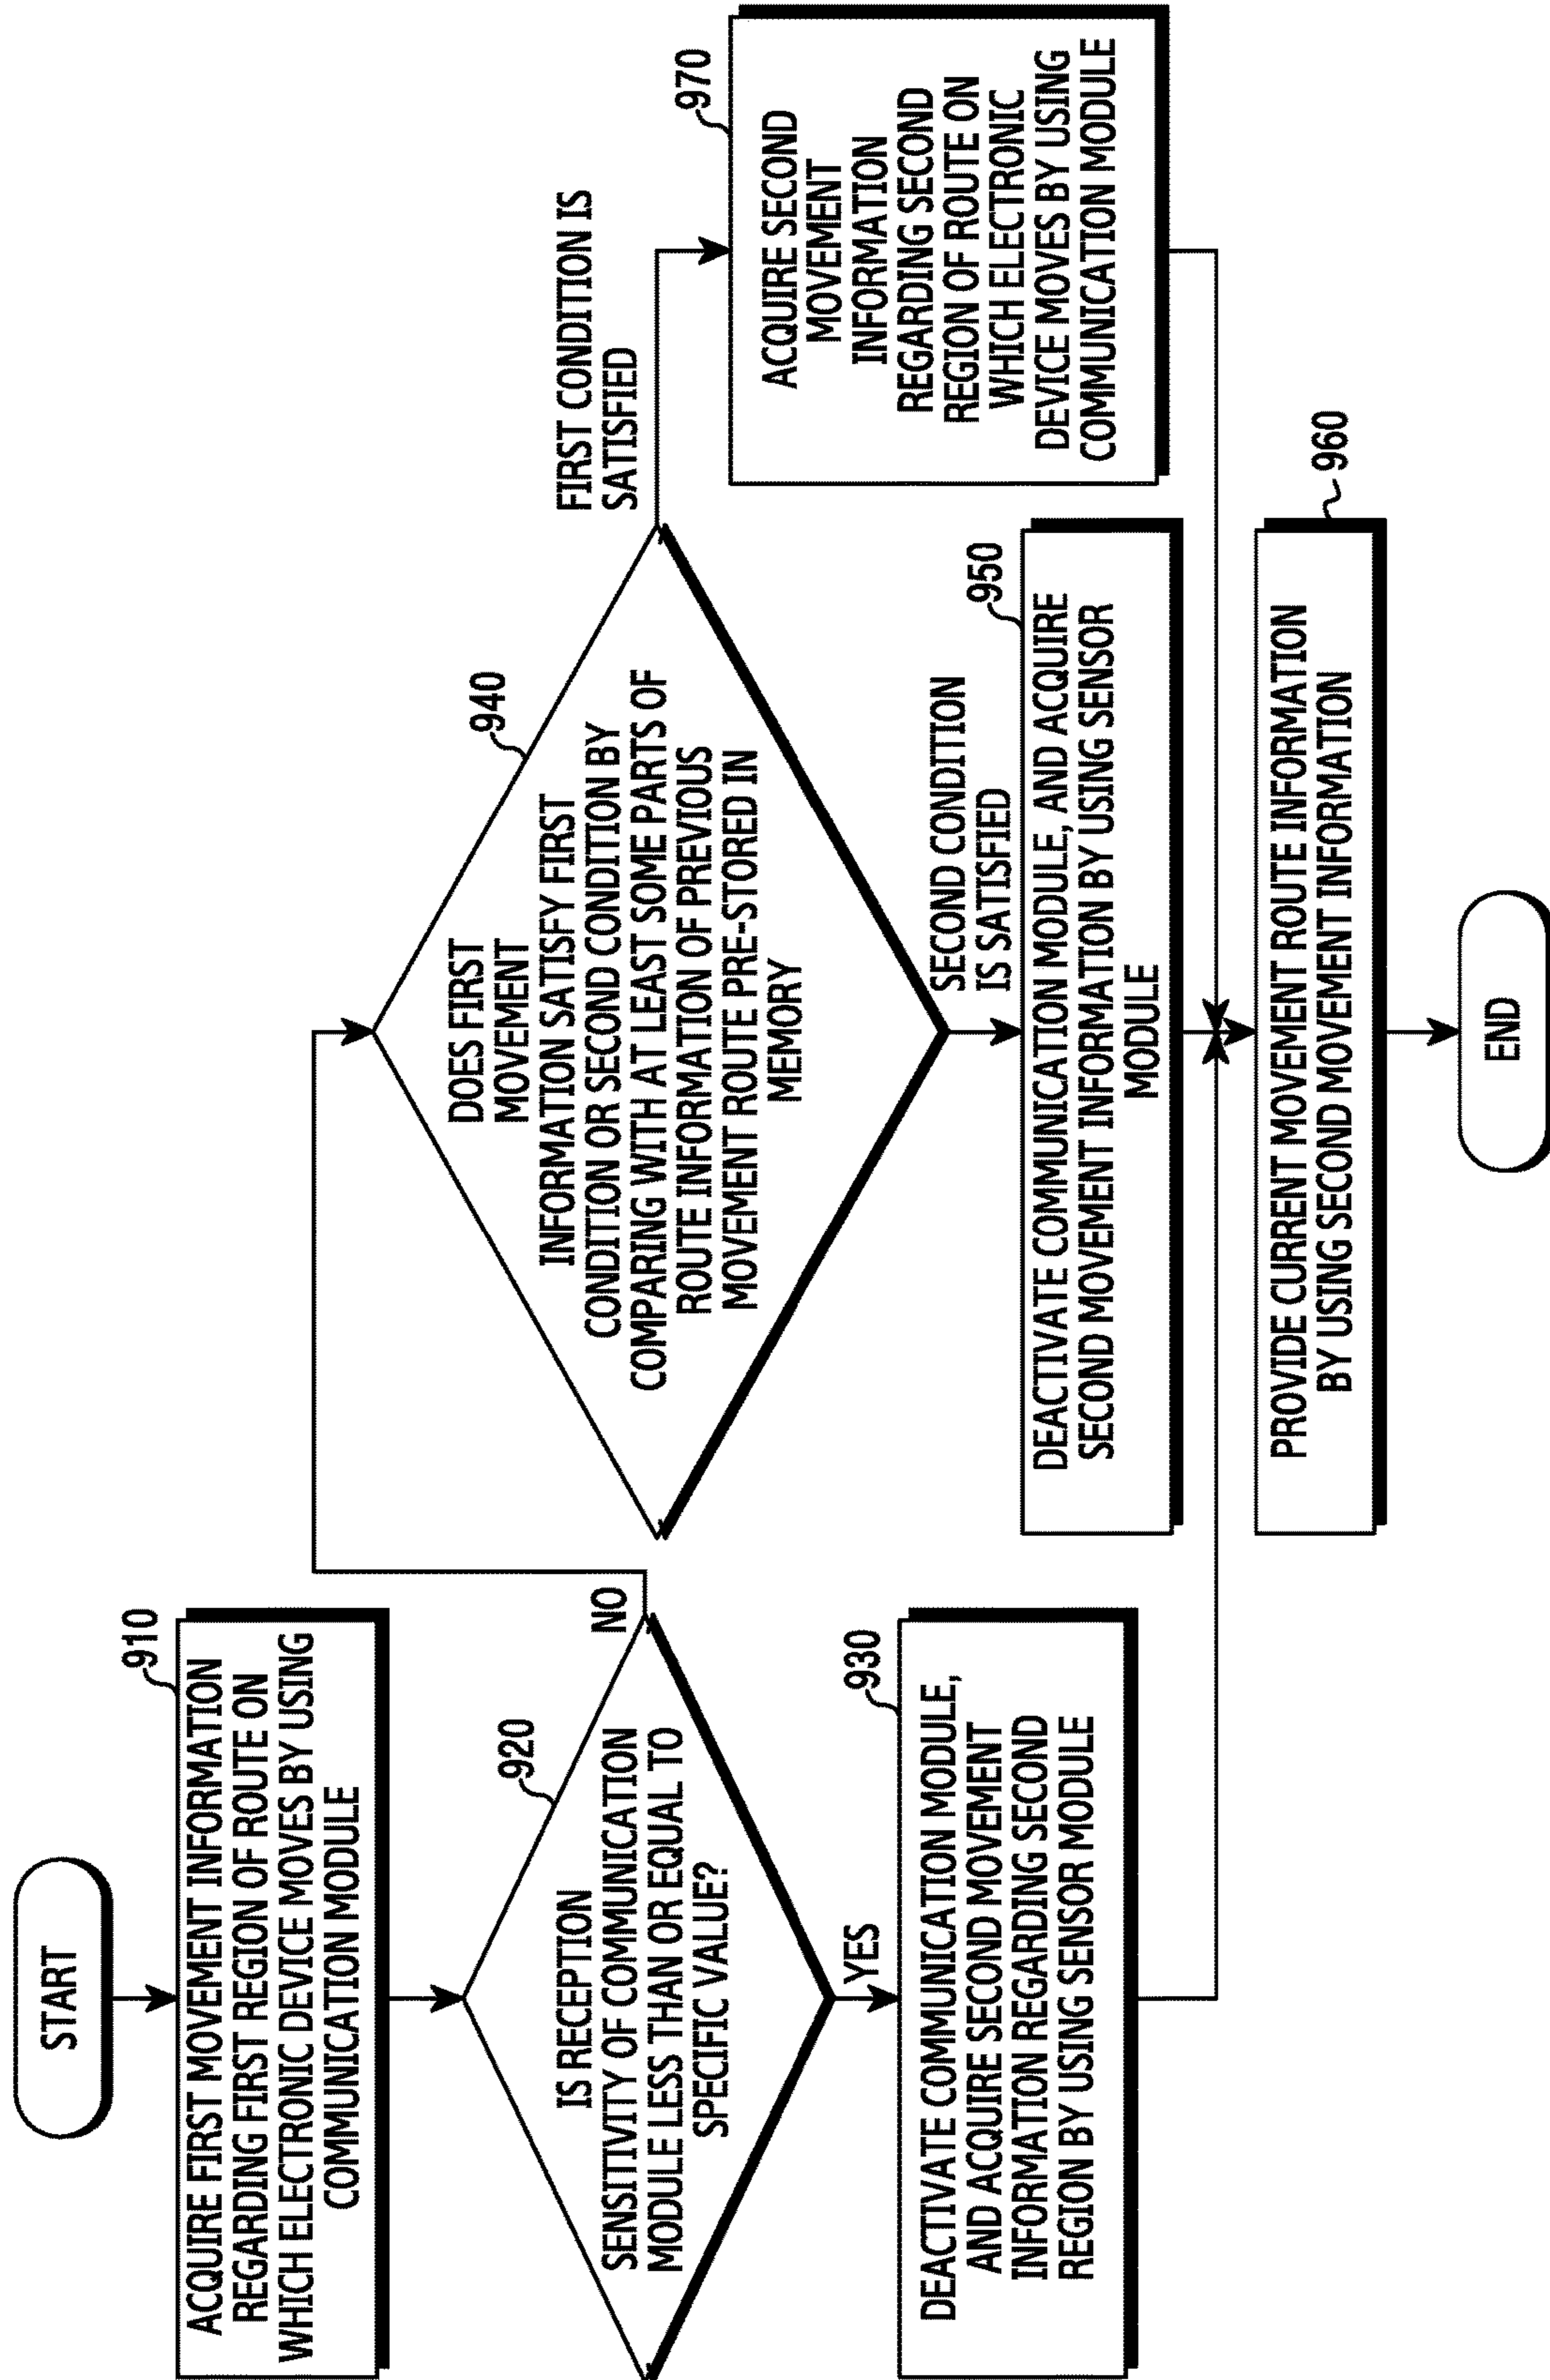 START
910
ACQUIRE FIRST MOVEMENT INFORMATION
REGARDING FIRST REGION OF ROUTE ON
WHICH ELECTRONIC DEVICE MOVES BY USING
COMMUNICATION MODULE
920
IS RECEPTION
SENSITIVITY OF COMMUNICATION
MODULE LESS THAN OR EQUAL TO
SPECIFIC VALUE?
NO
YES
930
DEACTIVATE COMMUNICATION MODULE,
AND ACQUIRE SECOND MOVEMENT
INFORMATION REGARDING SECOND
REGION BY USING SENSOR MODULE
940
DOES FIRST
MOVEMENT
INFORMATION SATISFY FIRST
CONDITION OR SECOND CONDITION BY
COMPARING WITH AT LEAST SOME PARTS OF
ROUTE INFORMATION OF PREVIOUS
MOVEMENT ROUTE PRE-STORED IN
MEMORY
FIRST CONDITION IS
SATISFIED
SECOND CONDITION
IS SATISFIED
950
DEACTIVATE COMMUNICATION MODULE, AND ACQUIRE
SECOND MOVEMENT INFORMATION BY USING SENSOR
MODULE
970
ACQUIRE SECOND
MOVEMENT
INFORMATION
REGARDING SECOND
REGION OF ROUTE ON
WHICH ELECTRONIC
DEVICE MOVES BY USING
COMMUNICATION MODULE
960
PROVIDE CURRENT MOVEMENT ROUTE INFORMATION
BY USING SECOND MOVEMENT INFORMATION
END